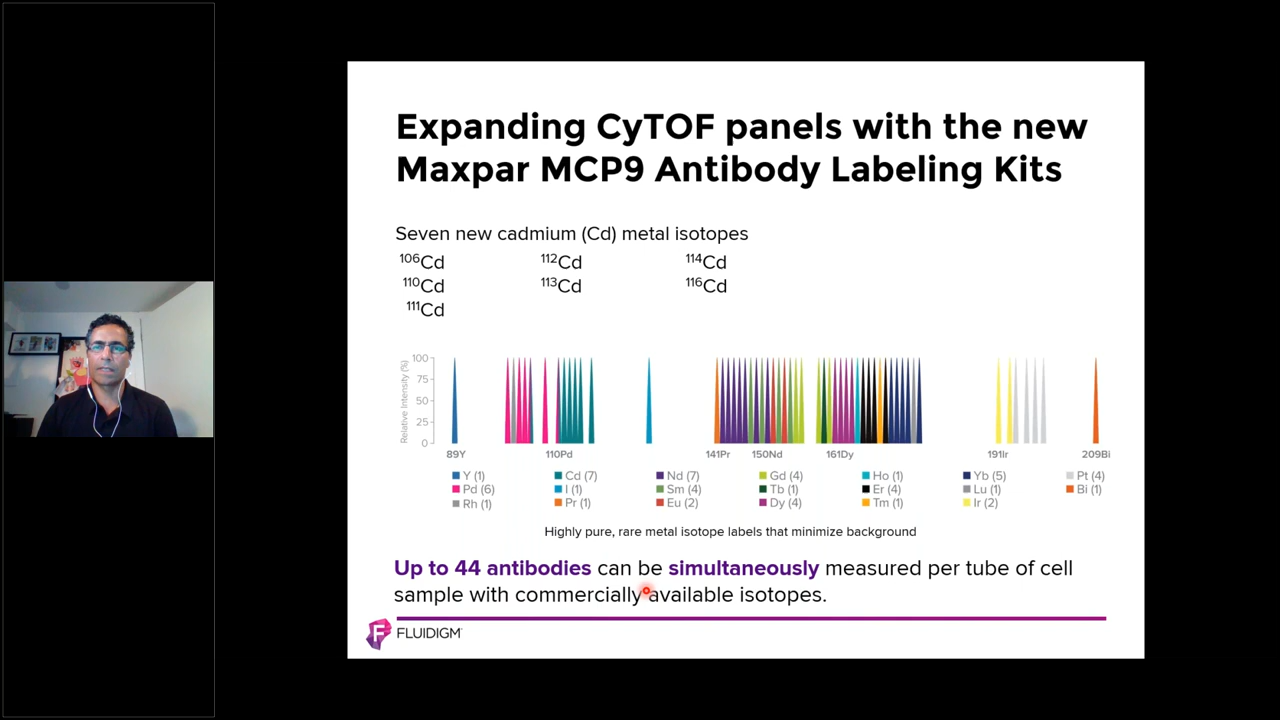 Expanding CyTOF panels with the new
Maxpar MCP9 Antibody Labeling Kits
Seven new cadmium (Cd) metal isotopes
¹⁰⁶Cd ¹¹²Cd ¹¹⁴Cd
¹¹⁰Cd ¹¹³Cd ¹¹⁶Cd
¹¹¹Cd
Relative Intensity (%)
100
75
50
25
0
89Y 110Pd 141Pr 150Nd 161Dy 191Ir 209Bi
Y (1) Cd (7) Nd (7) Gd (4) Ho (1) Yb (5) Pt (4)
Pd (6) I (1) Sm (4) Tb (1) Er (4) Lu (1) Bi (1)
Rh (1) Pr (1) Eu (2) Dy (4) Tm (1) Ir (2)
Highly pure, rare metal isotope labels that minimize background
Up to 44 antibodies can be simultaneously measured per tube of cell
sample with commercially available isotopes.
FLUIDIGM